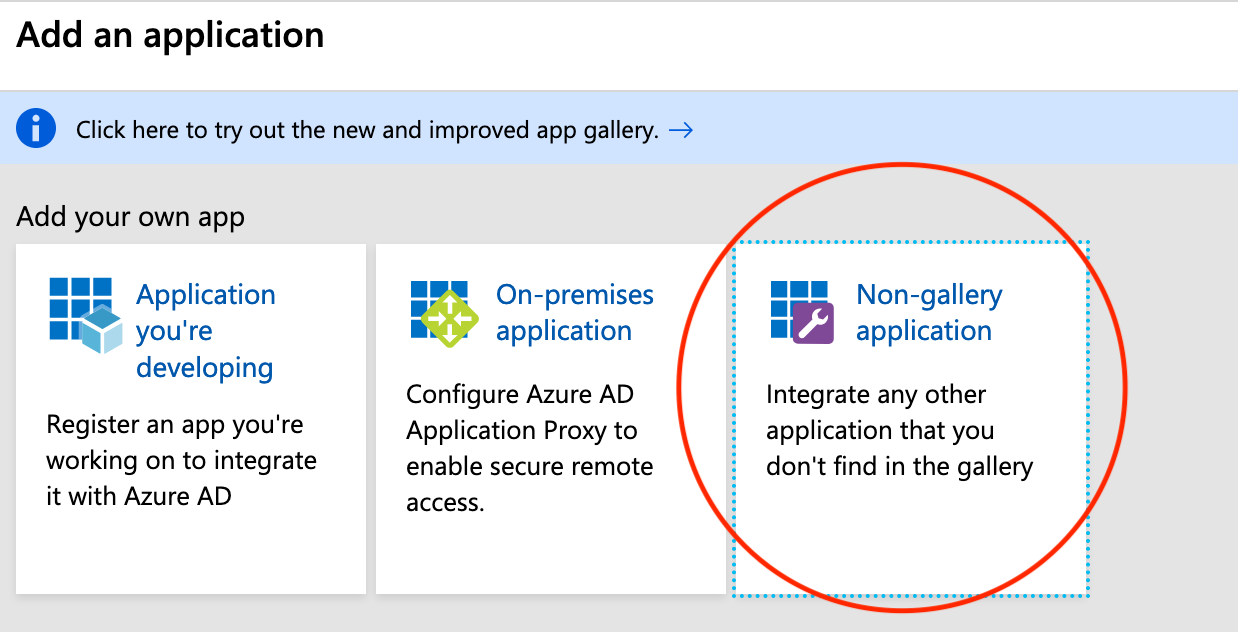 Add an application
Click here to try out the new and improved app gallery. →
Add your own app
Application
you're
developing
Register an app you're
working on to integrate
it with Azure AD
On-premises
application
Configure Azure AD
Application Proxy to
enable secure remote
access.
Non-gallery
application
Integrate any other
application that you
don't find in the gallery